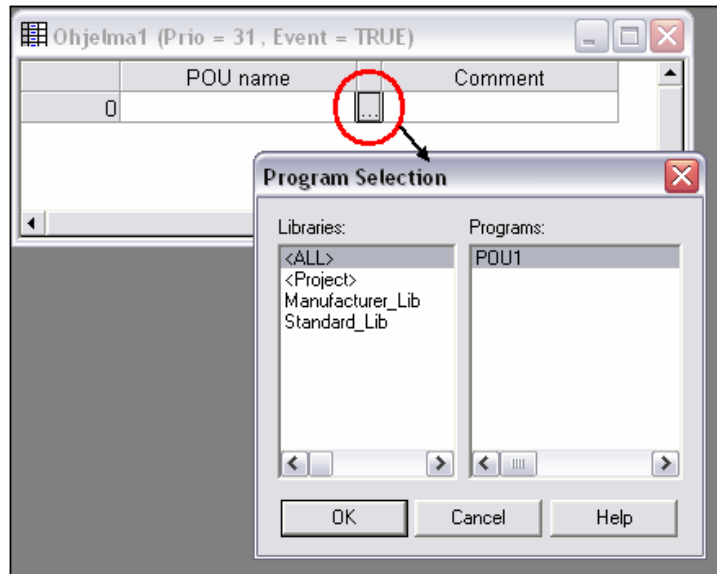 Ohjelma1 (Prio = 31, Event = TRUE)
POU name Comment
0 ...
Program Selection
Libraries: Programs:
<ALL> POU1
<Project>
Manufacturer_Lib
Standard_Lib
OK Cancel Help